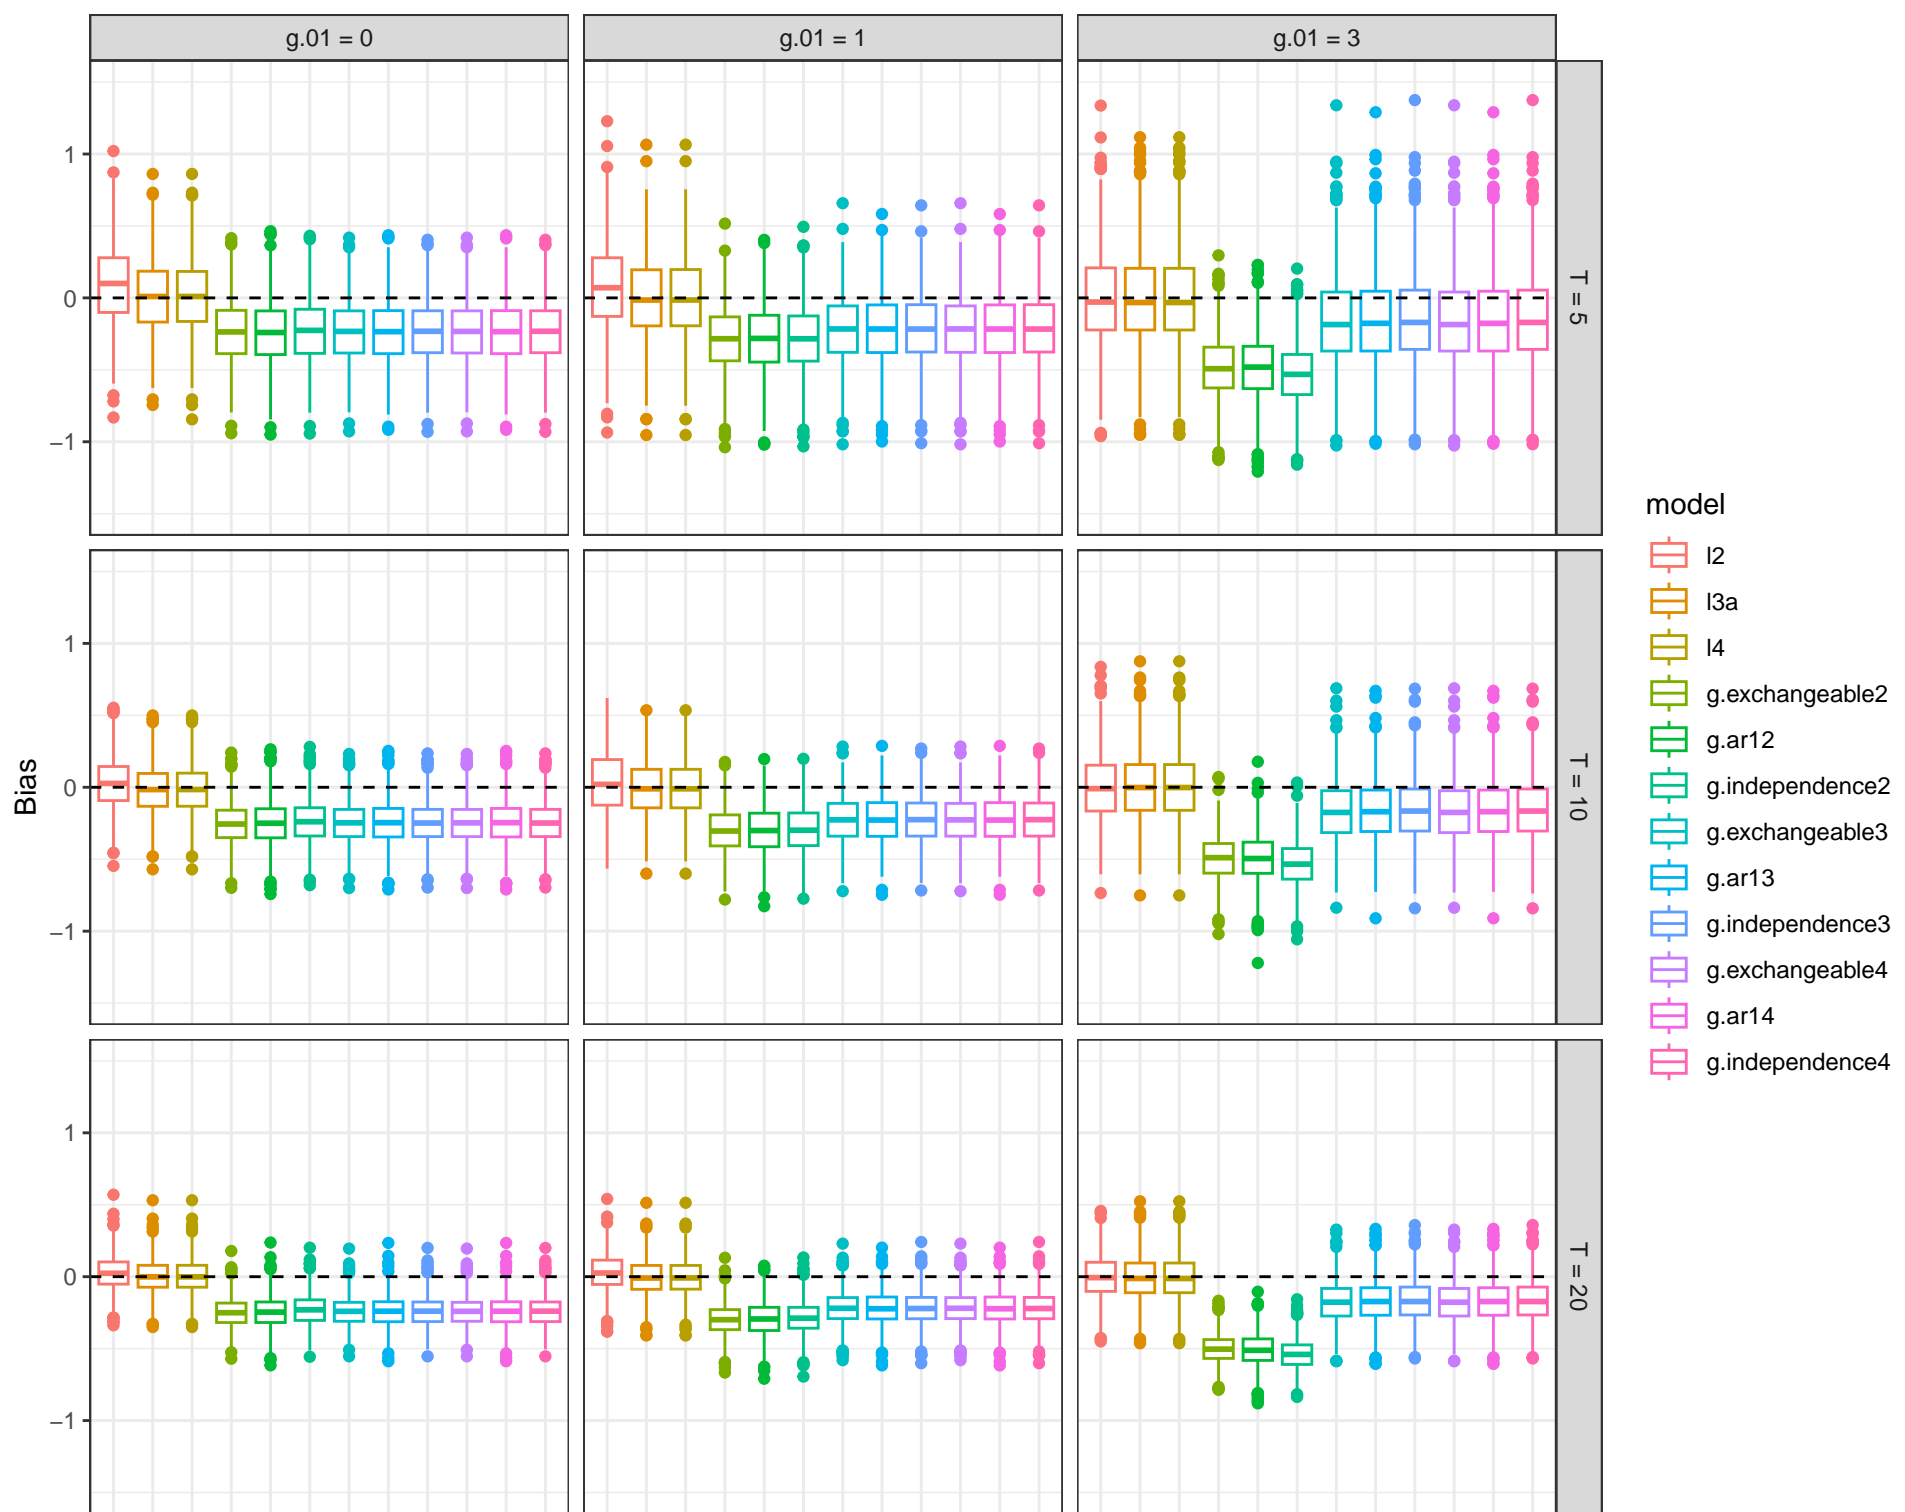 g.01 = 0
g.01 = 1
g.01 = 3
1
0
−1
T = 5
1
0
−1
T = 10
1
0
−1
T = 20
Bias
model
l2
l3a
l4
g.exchangeable2
g.ar12
g.independence2
g.exchangeable3
g.ar13
g.independence3
g.exchangeable4
g.ar14
g.independence4